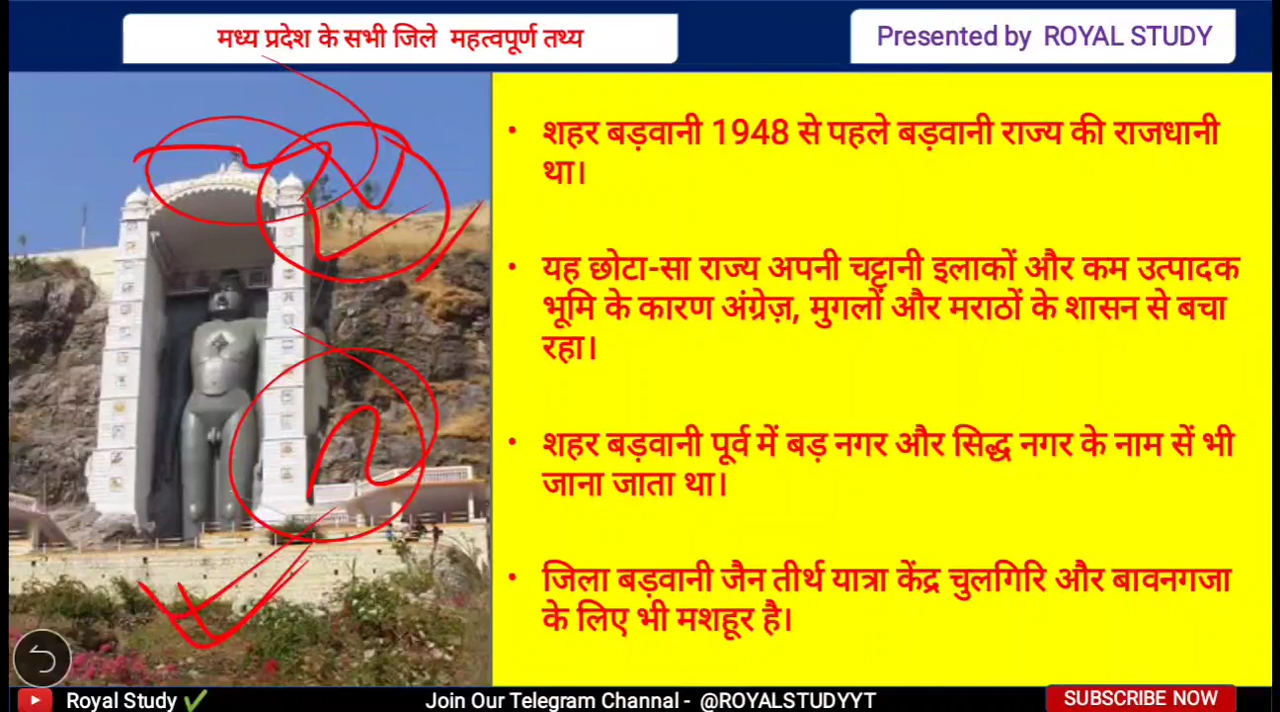 मध्य प्रदेश के सभी जिले महत्वपूर्ण तथ्य
Presented by ROYAL STUDY
• शहर बड़वानी 1948 से पहले बड़वानी राज्य की राजधानी
था।
• यह छोटा-सा राज्य अपनी चट्टानी इलाकों और कम उत्पादक
भूमि के कारण अंग्रेज़, मुगलों और मराठों के शासन से बचा
रहा।
• शहर बड़वानी पूर्व में बड़ नगर और सिद्ध नगर के नाम सें भी
जाना जाता था।
• जिला बड़वानी जैन तीर्थ यात्रा केंद्र चुलगिरि और बावनगजा
के लिए भी मशहूर है।
Royal Study
Join Our Telegram Channal - @ROYALSTUDYYT
SUBSCRIBE NOW